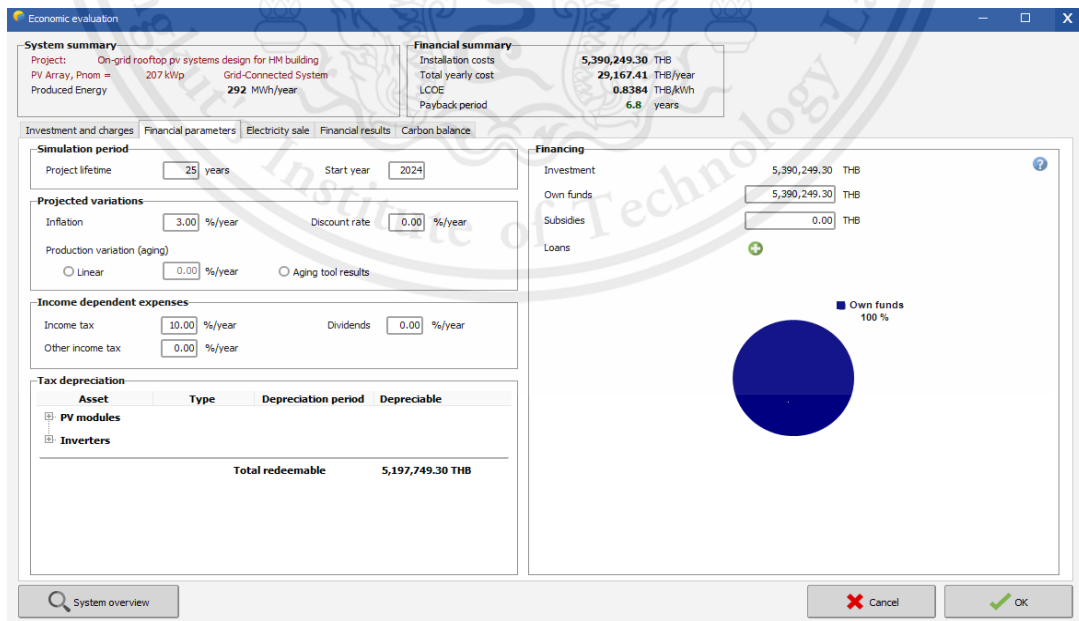 Economic evaluation
System summary
Project: On-grid rooftop pv systems design for HM building
PV Array, Pnom = 207 kWp Grid-Connected System
Produced Energy 292 MWh/year
Financial summary
Installation costs 5,390,249.30 THB
Total yearly cost 29,167.41 THB/year
LCOE 0.8384 THB/kWh
Payback period 6.8 years
Investment and charges Financial parameters Electricity sale Financial results Carbon balance
Simulation period
Project lifetime 25 years Start year 2024
Projected variations
Inflation 3.00 %/year Discount rate 0.00 %/year
Production variation (aging)
Linear 0.00 %/year Aging tool results
Income dependent expenses
Income tax 10.00 %/year Dividends 0.00 %/year
Other income tax 0.00 %/year
Tax depreciation
Asset Type Depreciation period Depreciable
PV modules
Inverters
Total redeemable 5,197,749.30 THB
Financing
Investment 5,390,249.30 THB
Own funds 5,390,249.30 THB
Subsidies 0.00 THB
Loans
Own funds
100 %
System overview Cancel OK
Institute of Technology